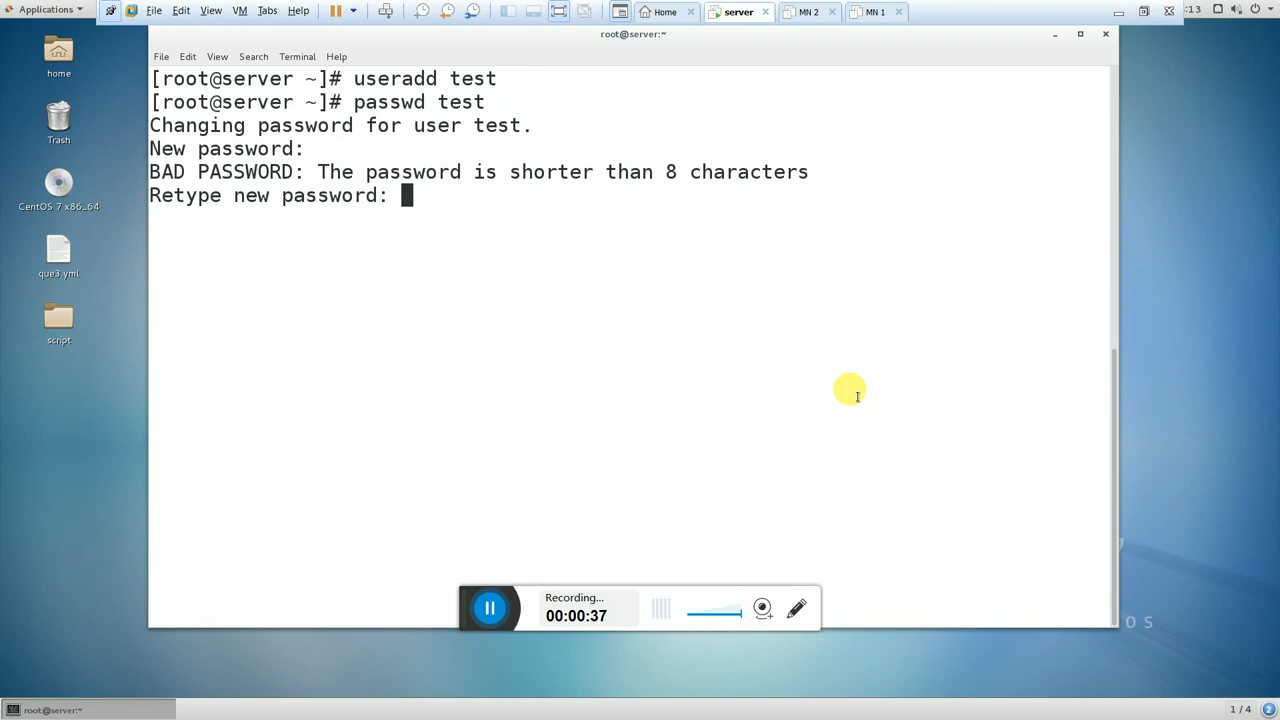 Applications
File Edit View VM Tabs Help
Home
server
MN 2
MN 1
:13
root@server:~
File Edit View Search Terminal Help
home
Trash
CentOS 7 x86_64
que3.yml
script
[root@server ~]# useradd test
[root@server ~]# passwd test
Changing password for user test.
New password:
BAD PASSWORD: The password is shorter than 8 characters
Retype new password:
Recording...
00:00:37
O S
root@server:~
1 / 4
2